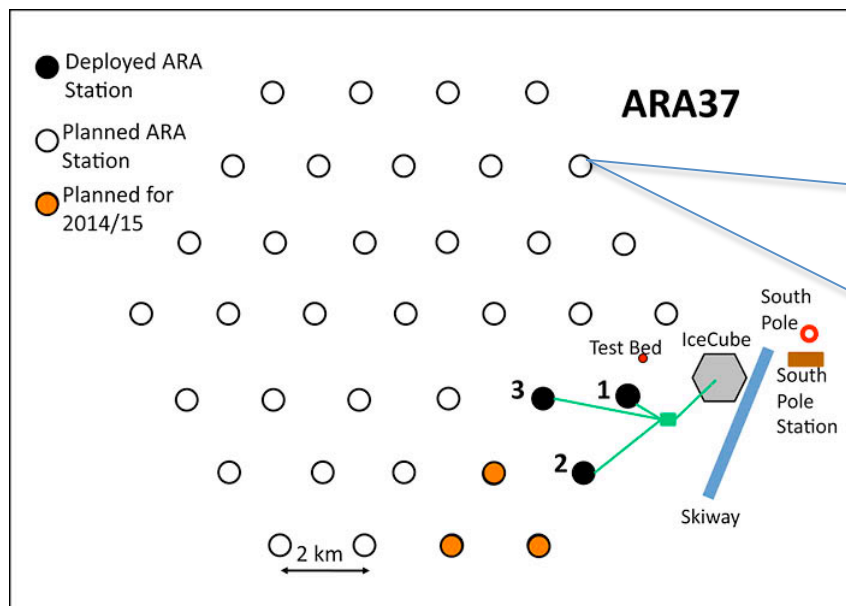 Deployed ARA
Station
Planned ARA
Station
Planned for
2014/15
ARA37
South
Pole
IceCube
Test Bed
South
Pole
Station
3
1
2
Skiway
2 km